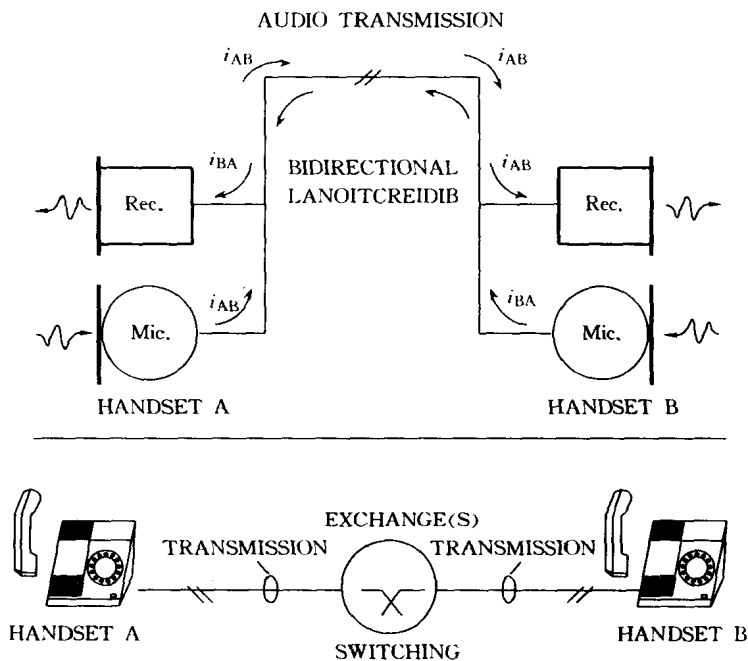 AUDIO TRANSMISSION
iAB
iAB
iBA
BIDIRECTIONAL
LANOITCREIDIB
iAB
Rec.
Rec.
iAB
iBA
Mic.
Mic.
HANDSET A
HANDSET B
EXCHANGE(S)
TRANSMISSION
TRANSMISSION
HANDSET A
SWITCHING
HANDSET B